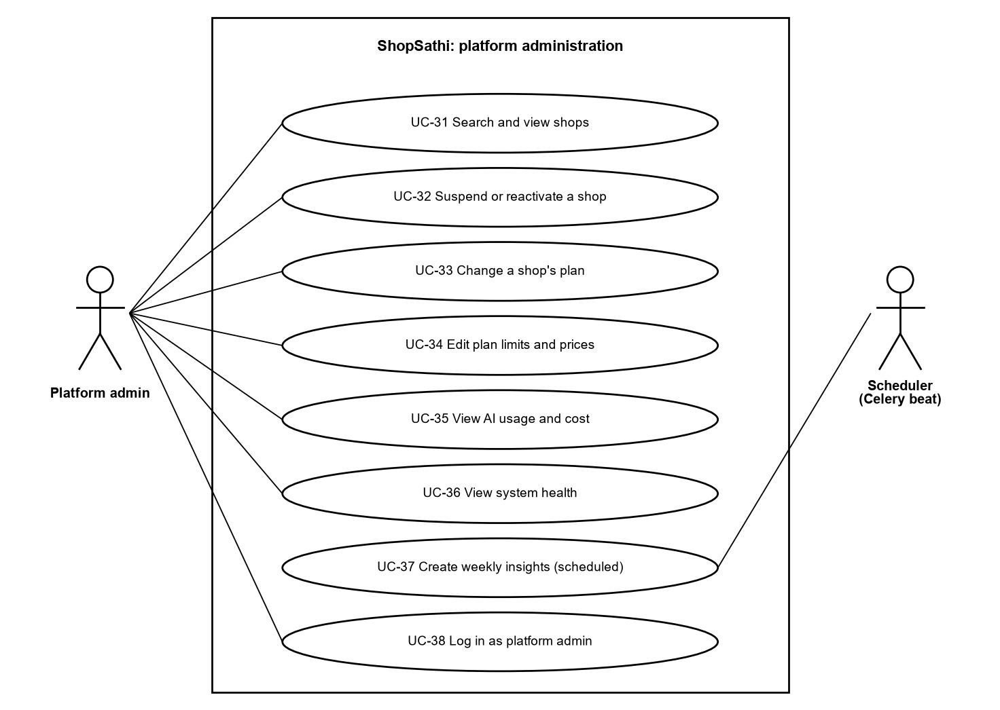 ShopSathi: platform administration
UC-31 Search and view shops
UC-32 Suspend or reactivate a shop
UC-33 Change a shop's plan
UC-34 Edit plan limits and prices
UC-35 View AI usage and cost
UC-36 View system health
UC-37 Create weekly insights (scheduled)
UC-38 Log in as platform admin
Platform admin
Scheduler
(Celery beat)